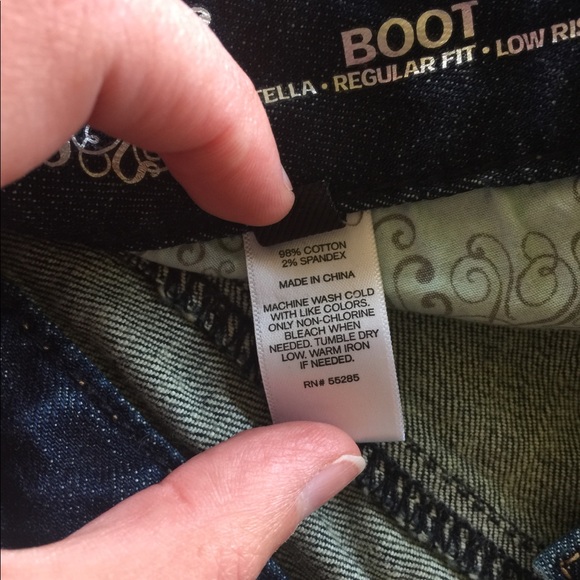 BOOT
TELLA • REGULAR FIT • LOW RIS
98% COTTON
2% SPANDEX
MADE IN CHINA
MACHINE WASH COLD
WITH LIKE COLORS.
ONLY NON-CHLORINE
BLEACH WHEN
NEEDED. TUMBLE DRY
LOW. WARM IRON
IF NEEDED.
RN# 55285